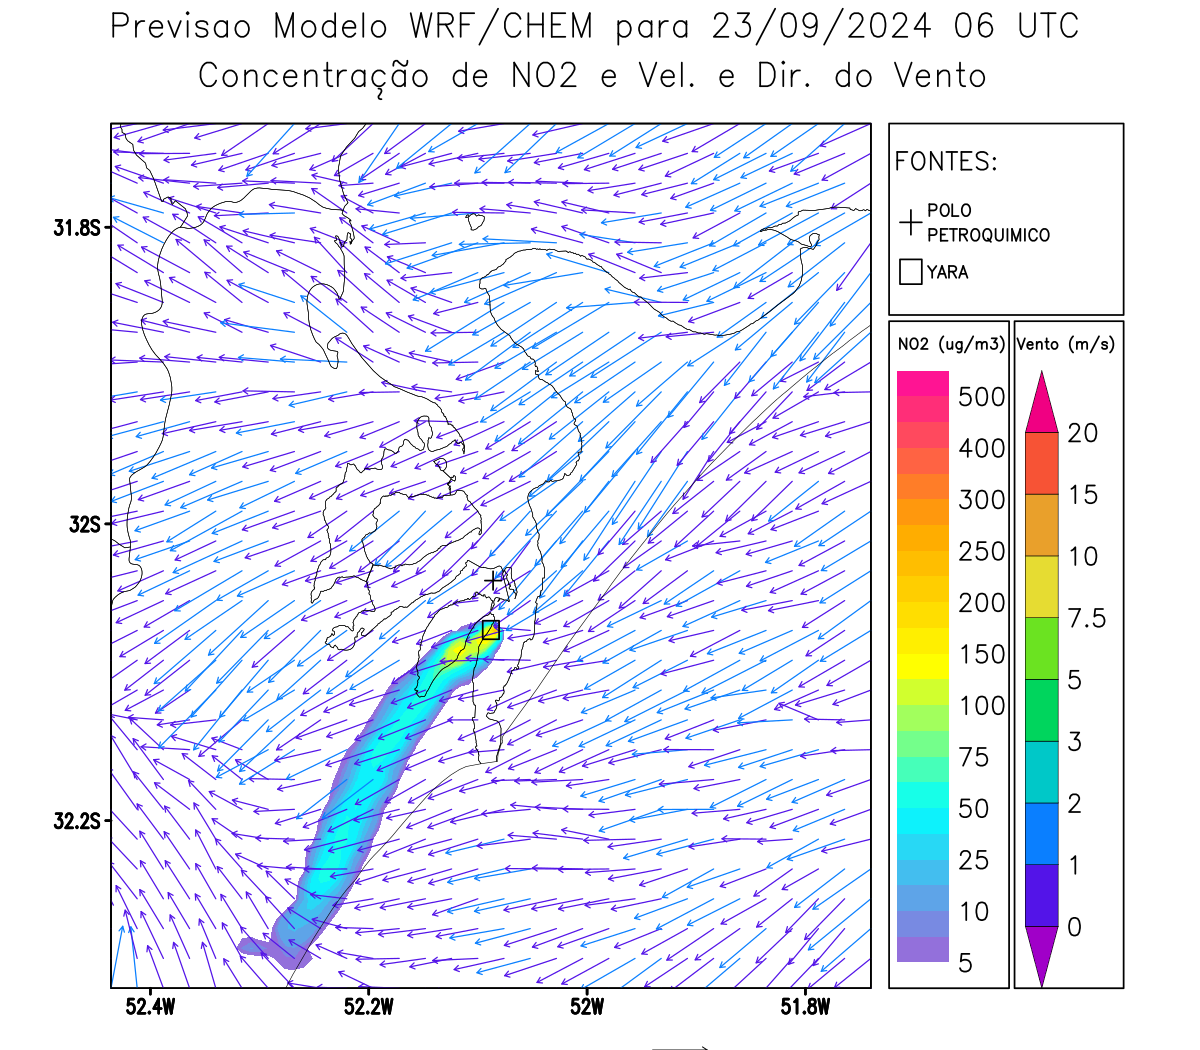 Previsao Modelo WRF/CHEM para 23/09/2024 06 UTC
Concentração de NO2 e Vel. e Dir. do Vento
FONTES:
POLO
PETROQUIMICO
YARA
NO2 (ug/m3)
500
400
300
250
200
150
100
75
50
25
10
5
Vento (m/s)
20
15
10
7.5
5
3
2
1
0
31.8S
32S
32.2S
52.4W
52.2W
52W
51.8W